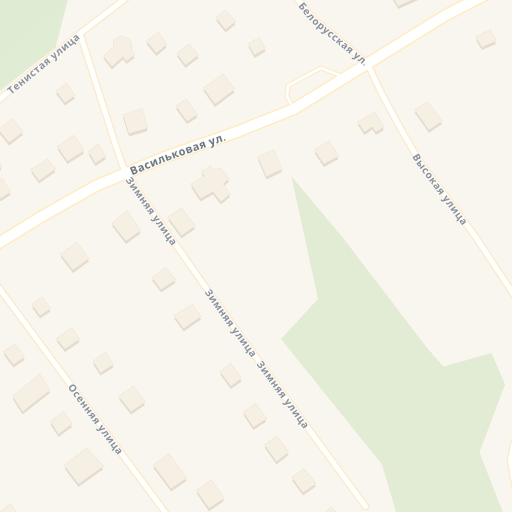 Белорусская ул.
Тенистая улица
Васильковая ул.
Высокая улица
Зимняя улица
Зимняя улица
Зимняя улица
Осенняя улица